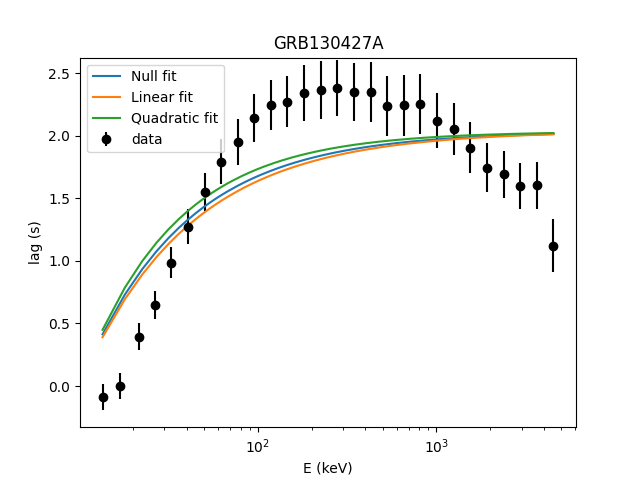 GRB130427A
Null fit
Linear fit
Quadratic fit
data
2.5
2.0
1.5
1.0
0.5
0.0
lag (s)
10²
10³
E (keV)